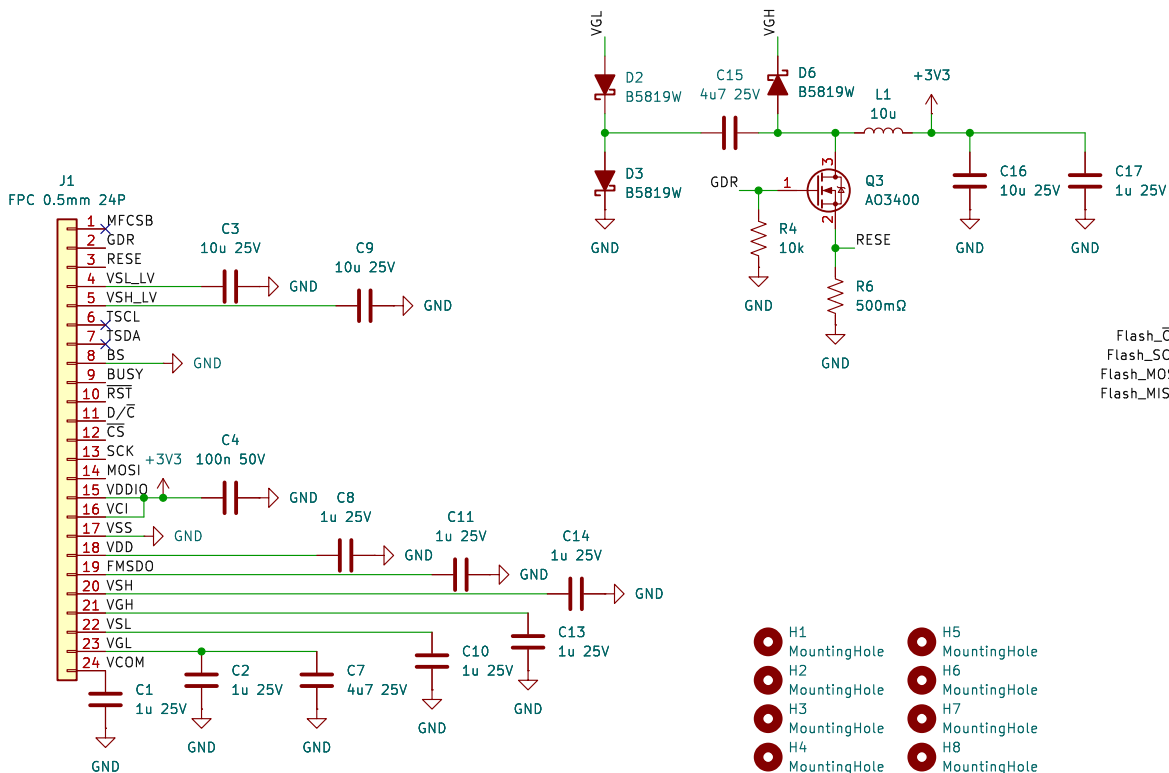 VGL
VGH
D2
B5819W
C15
4u7 25V
D6
B5819W
L1
10u
+3V3
D3
B5819W
GND
GDR
1
3
2
Q3
AO3400
R4
10k
GND
RESE
R6
500mΩ
GND
C16
10u 25V
GND
C17
1u 25V
GND
J1
FPC 0.5mm 24P
1 MFCSB
2 GDR
3 RESE
4 VSL_LV
5 VSH_LV
6 TSCL
7 TSDA
8 BS
9 BUSY
10 R̅S̅T̅
11 D/C̅
12 C̅S̅
13 SCK
14 MOSI
15 VDDIO
16 VCI
17 VSS
18 VDD
19 FMSDO
20 VSH
21 VGH
22 VSL
23 VGL
24 VCOM
C3
10u 25V
GND
C9
10u 25V
GND
GND
+3V3
C4
100n 50V
GND
GND
C8
1u 25V
GND
C11
1u 25V
GND
C14
1u 25V
GND
C13
1u 25V
GND
C10
1u 25V
GND
C7
4u7 25V
GND
C2
1u 25V
GND
C1
1u 25V
GND
Flash_
Flash_SC
Flash_MOS
Flash_MIS
H1
MountingHole
H2
MountingHole
H3
MountingHole
H4
MountingHole
H5
MountingHole
H6
MountingHole
H7
MountingHole
H8
MountingHole